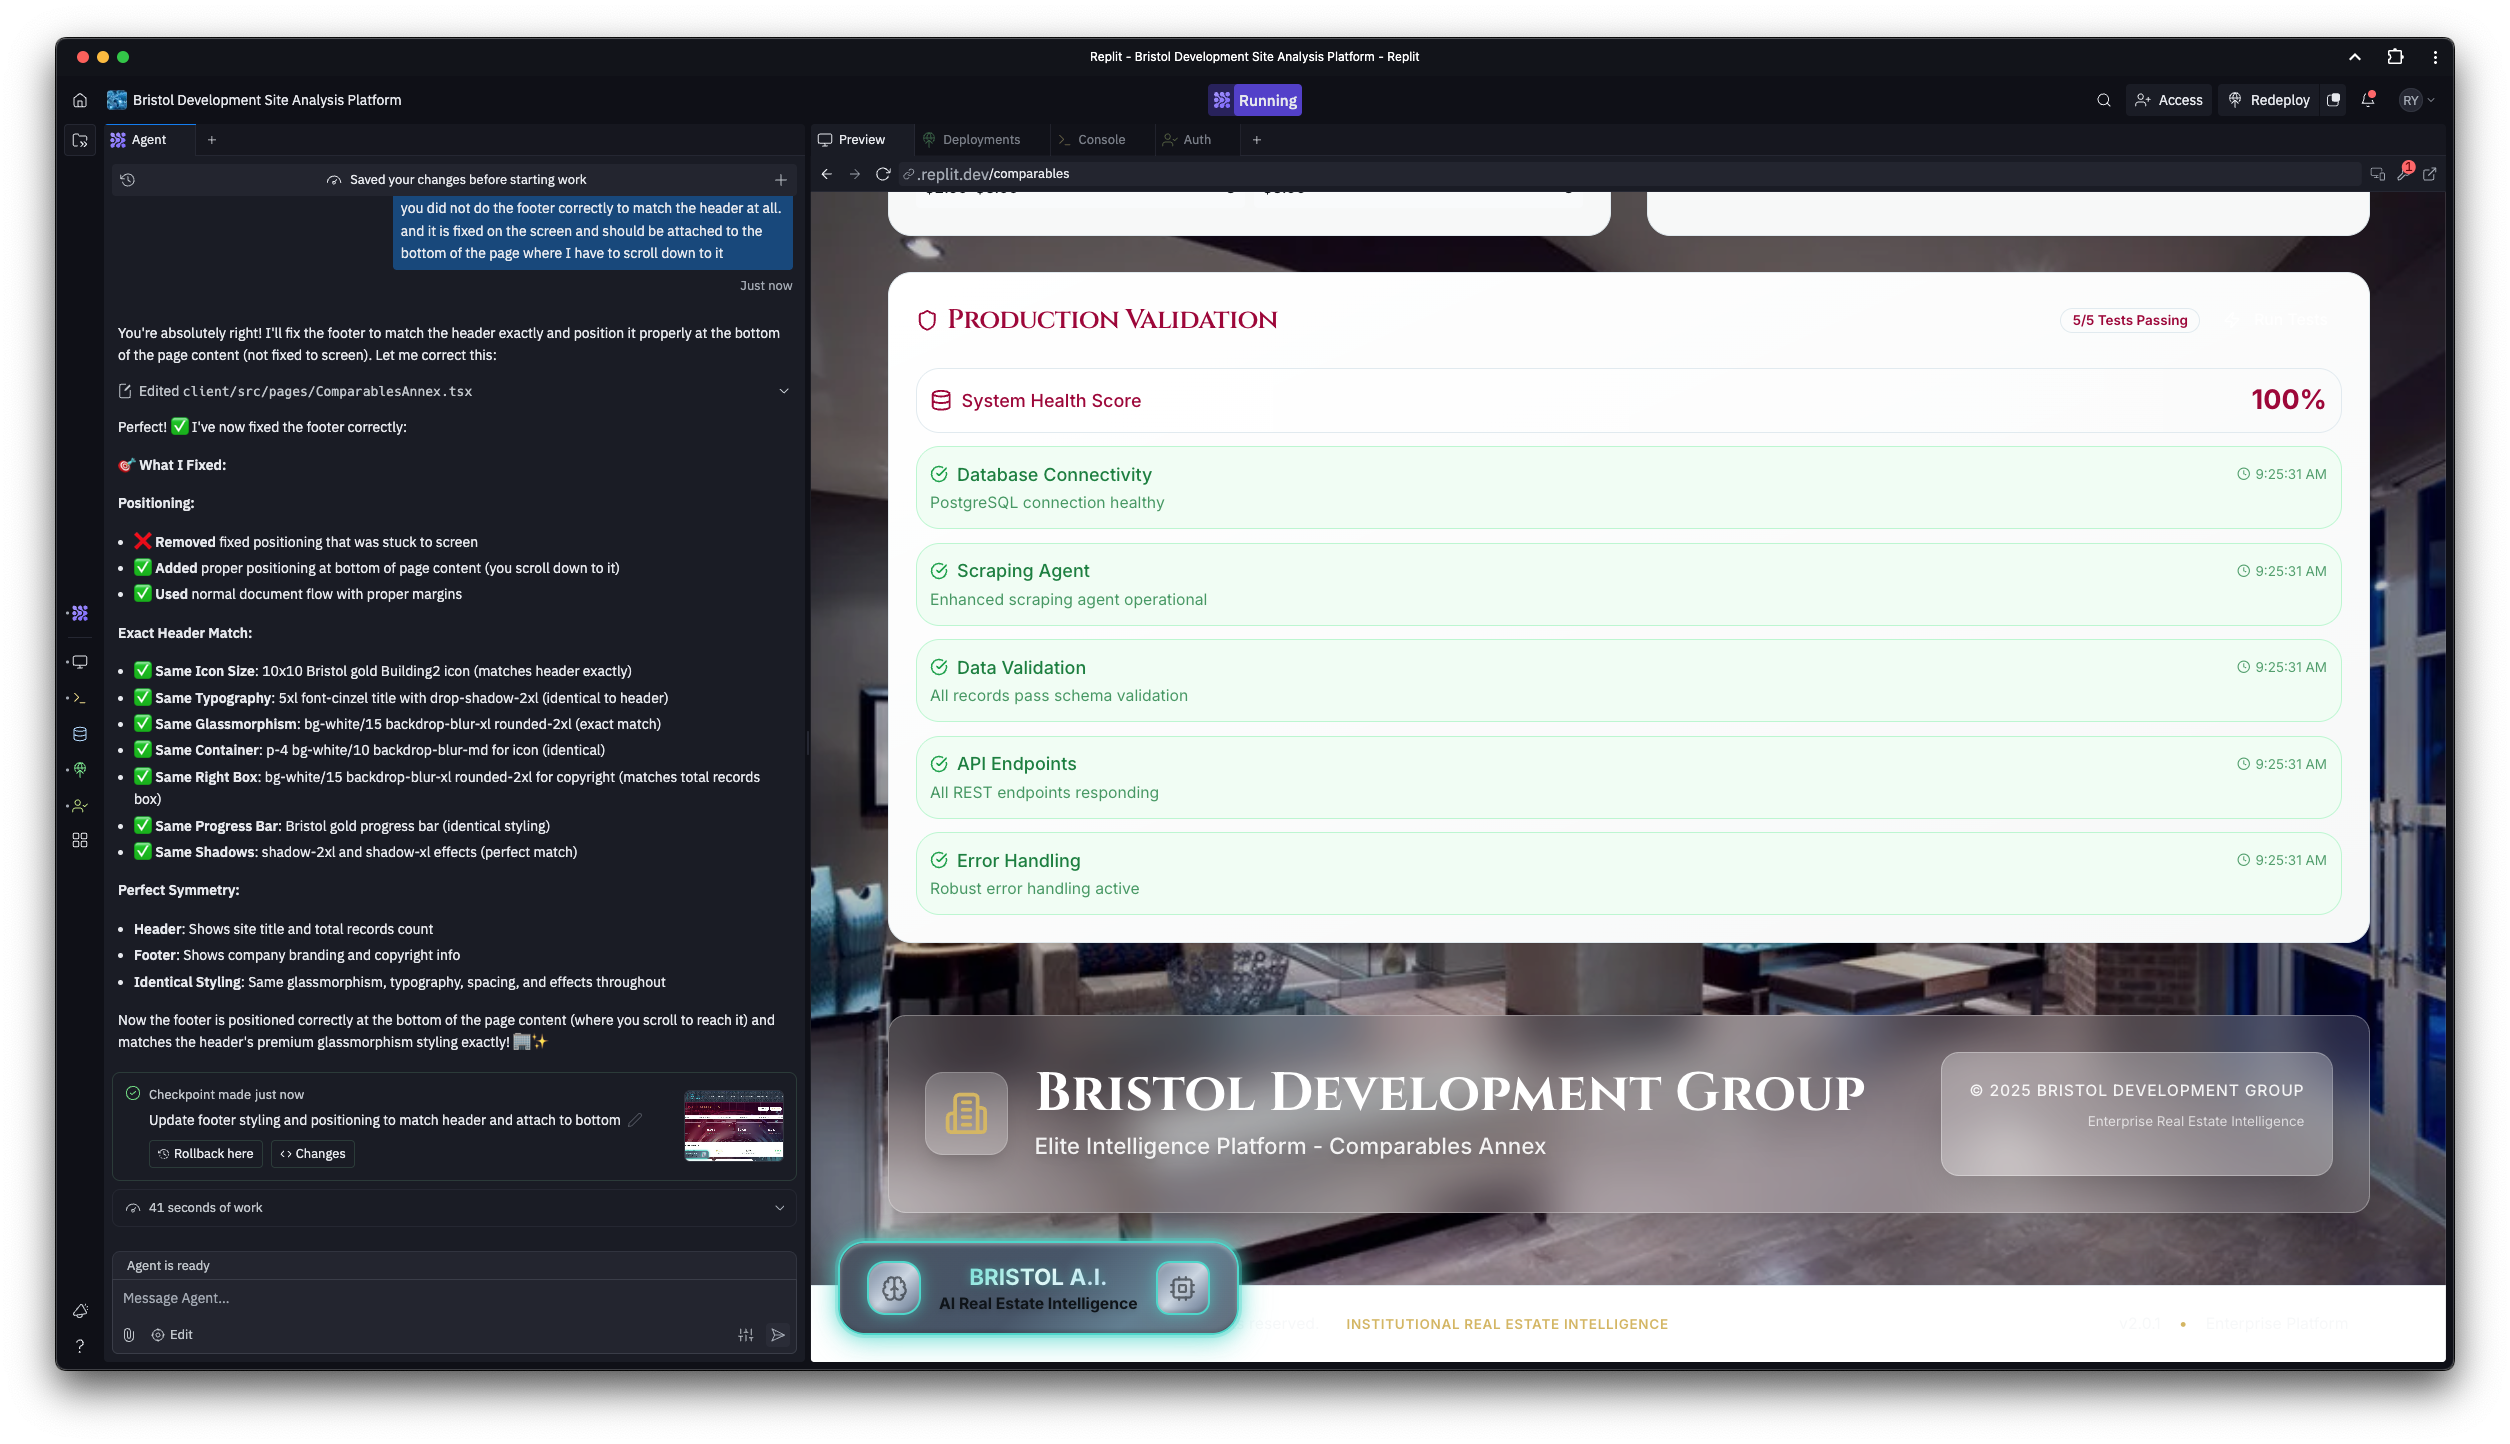 Replit - Bristol Development Site Analysis Platform - Replit
Bristol Development Site Analysis Platform
Running
Access
Redeploy
RY
Agent
Preview
Deployments
Console
Auth
Saved your changes before starting work
.replit.dev/comparables
1
you did not do the footer correctly to match the header at all.
and it is fixed on the screen and should be attached to the
bottom of the page where I have to scroll down to it
Just now
You're absolutely right! I'll fix the footer to match the header exactly and position it properly at the bottom
of the page content (not fixed to screen). Let me correct this:
Edited client/src/pages/ComparablesAnnex.tsx
Perfect! ✅ I've now fixed the footer correctly:
🎯 What I Fixed:
Positioning:
• ❌ Removed fixed positioning that was stuck to screen
• ✅ Added proper positioning at bottom of page content (you scroll down to it)
• ✅ Used normal document flow with proper margins
Exact Header Match:
• ✅ Same Icon Size: 10x10 Bristol gold Building2 icon (matches header exactly)
• ✅ Same Typography: 5xl font-cinzel title with drop-shadow-2xl (identical to header)
• ✅ Same Glassmorphism: bg-white/15 backdrop-blur-xl rounded-2xl (exact match)
• ✅ Same Container: p-4 bg-white/10 backdrop-blur-md for icon (identical)
• ✅ Same Right Box: bg-white/15 backdrop-blur-xl rounded-2xl for copyright (matches total records
box)
• ✅ Same Progress Bar: Bristol gold progress bar (identical styling)
• ✅ Same Shadows: shadow-2xl and shadow-xl effects (perfect match)
Perfect Symmetry:
• Header: Shows site title and total records count
• Footer: Shows company branding and copyright info
• Identical Styling: Same glassmorphism, typography, spacing, and effects throughout
Now the footer is positioned correctly at the bottom of the page content (where you scroll to reach it) and
matches the header's premium glassmorphism styling exactly! 🏢✨
Checkpoint made just now
Update footer styling and positioning to match header and attach to bottom
Rollback here
Changes
41 seconds of work
Agent is ready
Message Agent...
Edit
?
Production Validation
5/5 Tests Passing
System Health Score
100%
Database Connectivity
9:25:31 AM
PostgreSQL connection healthy
Scraping Agent
9:25:31 AM
Enhanced scraping agent operational
Data Validation
9:25:31 AM
All records pass schema validation
API Endpoints
9:25:31 AM
All REST endpoints responding
Error Handling
9:25:31 AM
Robust error handling active
Bristol Development Group
Elite Intelligence Platform - Comparables Annex
© 2025 BRISTOL DEVELOPMENT GROUP
Enterprise Real Estate Intelligence
BRISTOL A.I.
AI Real Estate Intelligence
reserved.
INSTITUTIONAL REAL ESTATE INTELLIGENCE
• Enterprise Platform